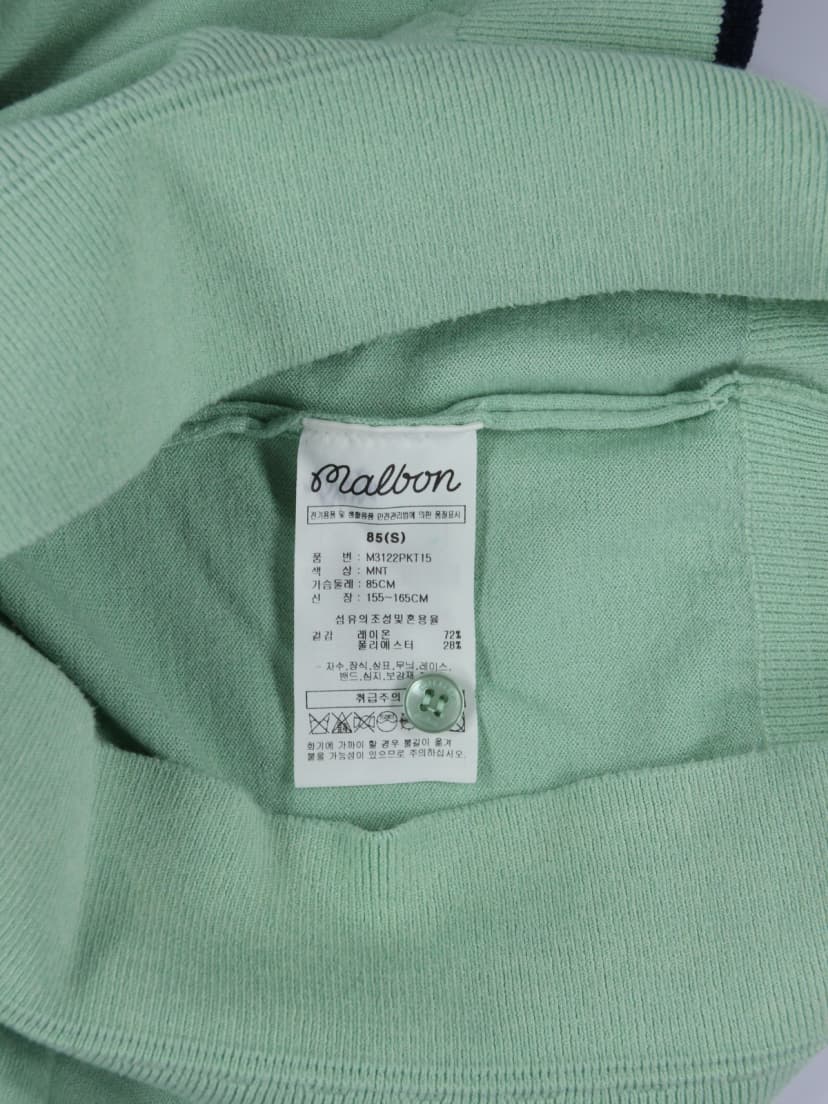 malbon
전기용품 및 생활용품 안전관리법에 의한 품질표시
85(S)
품 번 : M3122PKT15
색 상 : MNT
가슴둘레 : 85CM
신 장 : 155~165CM
섬유의조성및혼용율
겉감 레이온 72%
폴리에스터 28%
- 자수,장식,상표,무늬,레이스,
밴드,심지,보강재
취급주의
화기에 가까이 할 경우 불길이 옮겨
붙을 가능성이 있으므로 주의하십시오.